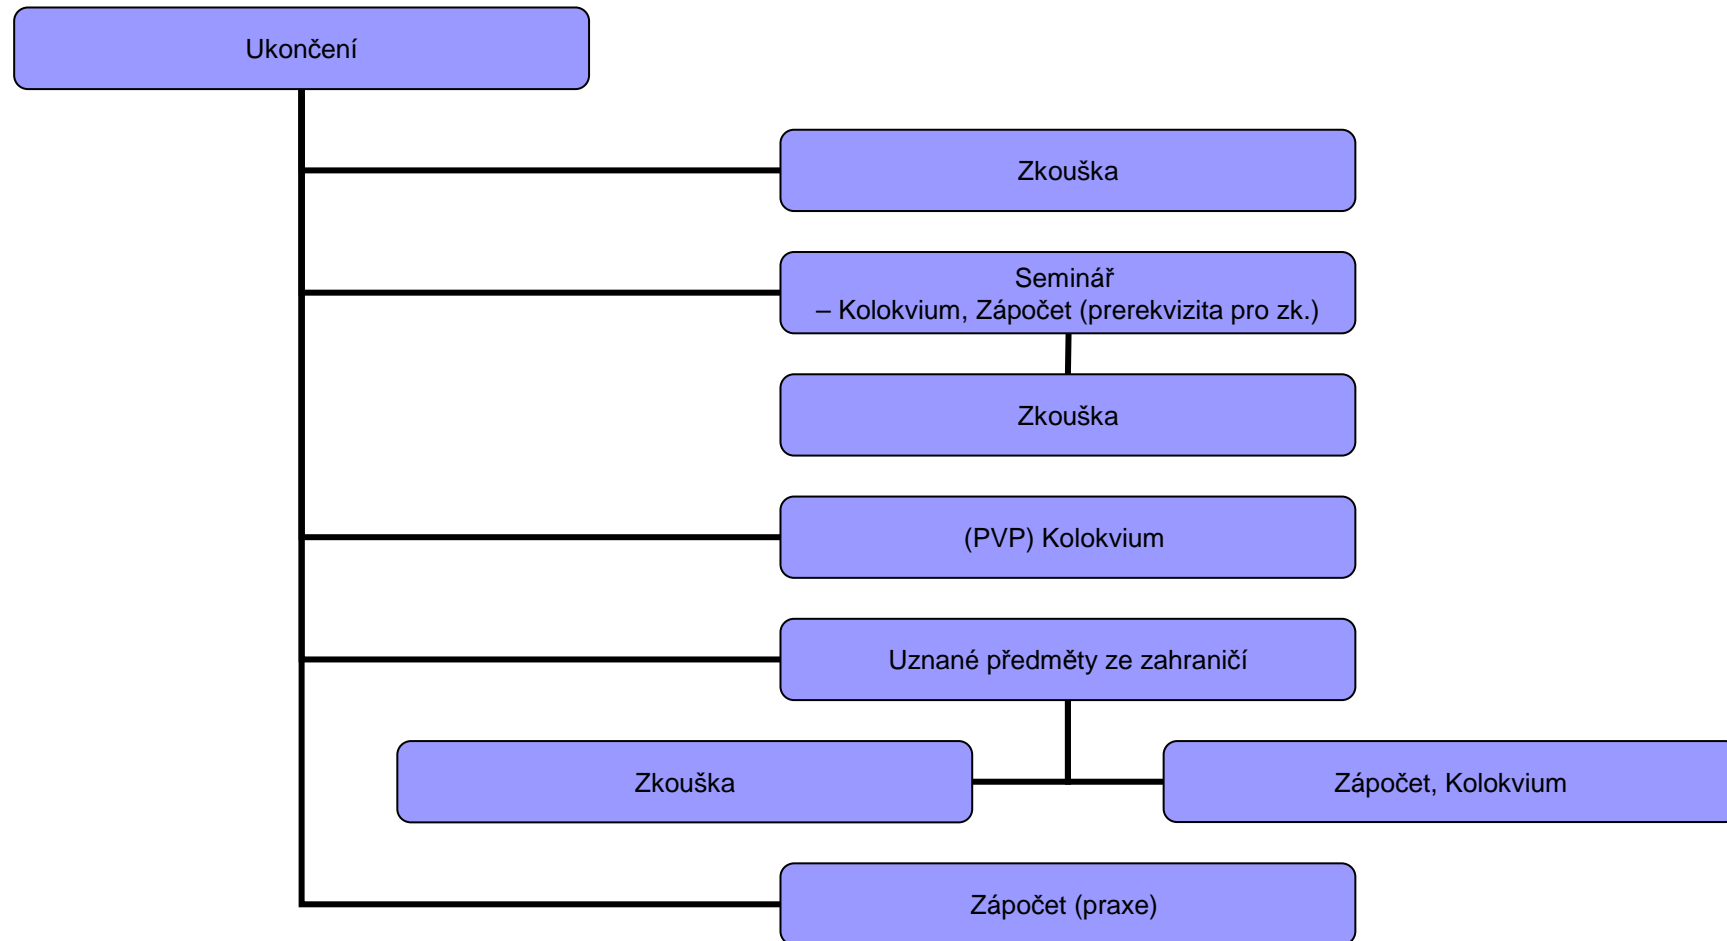 Ukončení
Zkouška
Seminář
– Kolokvium, Zápočet (prerekvizita pro zk.)
Zkouška
(PVP) Kolokvium
Uznané předměty ze zahraničí
Zkouška
Zápočet, Kolokvium
Zápočet (praxe)